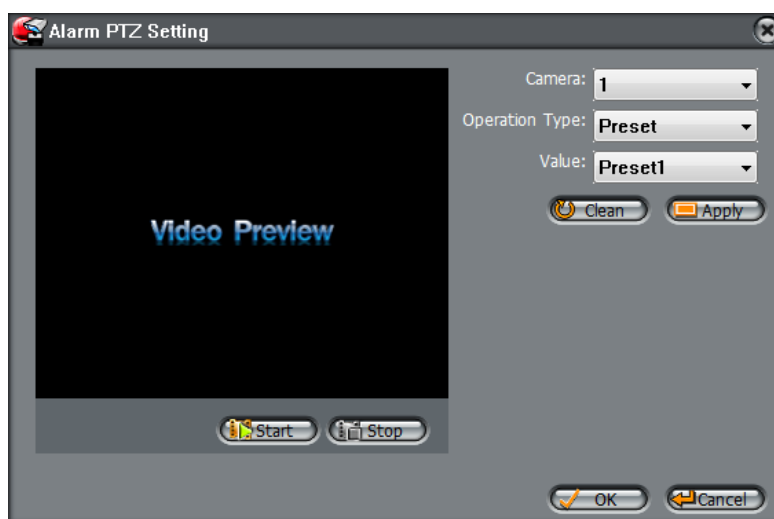 Alarm PTZ Setting
Camera: 1
Operation Type: Preset
Value: Preset1
Clean Apply
Video Preview
Start Stop
OK Cancel